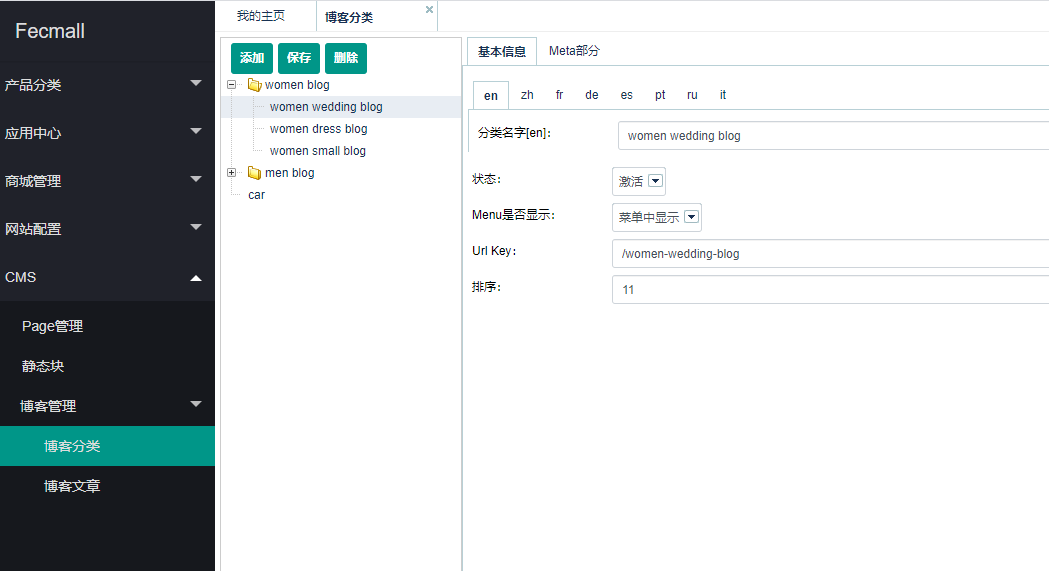 Fecmall
产品分类
应用中心
商城管理
网站配置
CMS
Page管理
静态块
博客管理
博客分类
博客文章
我的主页
博客分类
添加 保存 删除
women blog
women wedding blog
women dress blog
women small blog
men blog
car
基本信息 Meta部分
en zh fr de es pt ru it
分类名字[en]： women wedding blog
状态： 激活
Menu是否显示： 菜单中显示
Url Key： /women-wedding-blog
排序： 11